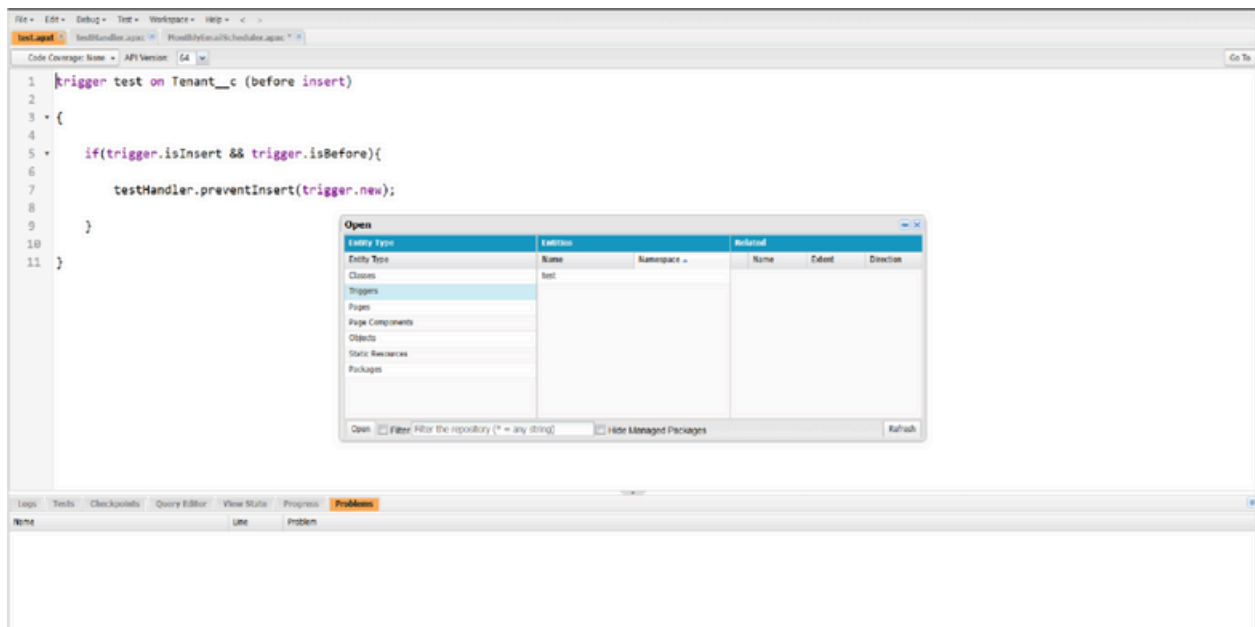 File Edit Debug Test Workspace Help < >
test.apxt testHandler.apxc MonthlyEmailScheduler.apxc *
Code Coverage: None API Version: 64 Go To
1 trigger test on Tenant__c (before insert)
2
3 {
4
5 if(trigger.isInsert && trigger.isBefore){
6
7 testHandler.preventInsert(trigger.new);
8
9 }
10
11 }
Open
Entity Type Entities Related
Entity Type Name Namespace Name Extent Direction
Classes test
Triggers
Pages
Page Components
Objects
Static Resources
Packages
Open Filter Filter the repository (* = any string) Hide Managed Packages Refresh
Logs Tests Checkpoints Query Editor View State Progress Problems
Name Line Problem